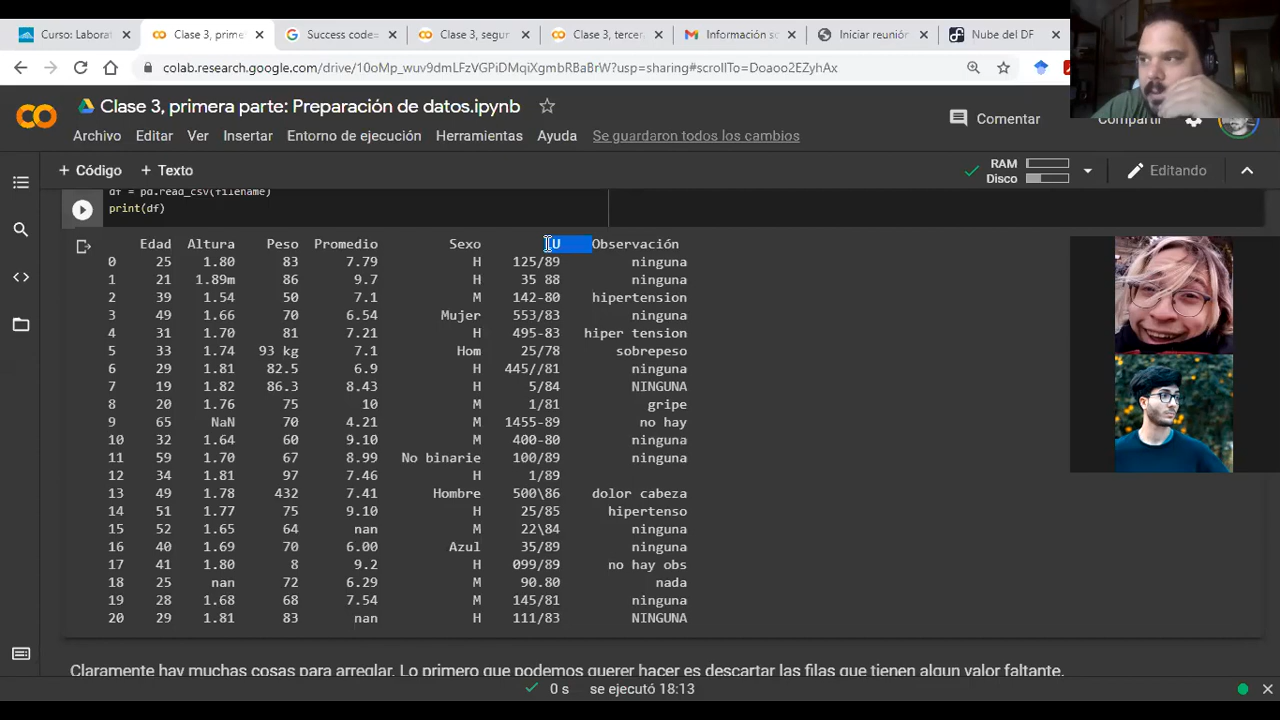 Curso: Laborat
Clase 3, prime
Success code=
Clase 3, segun
Clase 3, tercer
Información so
Iniciar reunión
Nube del DF
colab.research.google.com/drive/10oMp_wuv9dmLFzVGPiDMqiXgmbRBaBrW?usp=sharing#scrollTo=Doaoo2EZyhAx
Clase 3, primera parte: Preparación de datos.ipynb
Comentar
Compartir
Archivo Editar Ver Insertar Entorno de ejecución Herramientas Ayuda Se guardaron todos los cambios
+ Código + Texto
RAM
Disco
Editando
df = pd.read_csv(filename)
print(df)
Edad Altura Peso Promedio Sexo LU Observación
0 25 1.80 83 7.79 H 125/89 ninguna
1 21 1.89m 86 9.7 H 35 88 ninguna
2 39 1.54 50 7.1 M 142-80 hipertension
3 49 1.66 70 6.54 Mujer 553/83 ninguna
4 31 1.70 81 7.21 H 495-83 hiper tension
5 33 1.74 93 kg 7.1 Hom 25/78 sobrepeso
6 29 1.81 82.5 6.9 H 445//81 ninguna
7 19 1.82 86.3 8.43 H 5/84 NINGUNA
8 20 1.76 75 10 M 1/81 gripe
9 65 NaN 70 4.21 M 1455-89 no hay
10 32 1.64 60 9.10 M 400-80 ninguna
11 59 1.70 67 8.99 No binarie 100/89 ninguna
12 34 1.81 97 7.46 H 1/89
13 49 1.78 432 7.41 Hombre 500\86 dolor cabeza
14 51 1.77 75 9.10 H 25/85 hipertenso
15 52 1.65 64 nan M 22\84 ninguna
16 40 1.69 70 6.00 Azul 35/89 ninguna
17 41 1.80 8 9.2 H 099/89 no hay obs
18 25 nan 72 6.29 M 90.80 nada
19 28 1.68 68 7.54 M 145/81 ninguna
20 29 1.81 83 nan H 111/83 NINGUNA
Claramente hay muchas cosas para arreglar. Lo primero que podemos querer hacer es descartar las filas que tienen algun valor faltante.
0 s se ejecutó 18:13